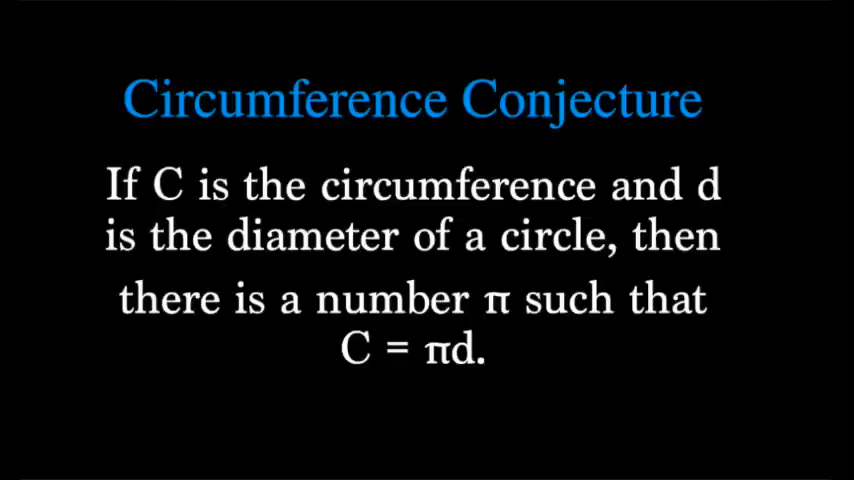 Circumference Conjecture
If C is the circumference and d
is the diameter of a circle, then
there is a number π such that
C = πd.